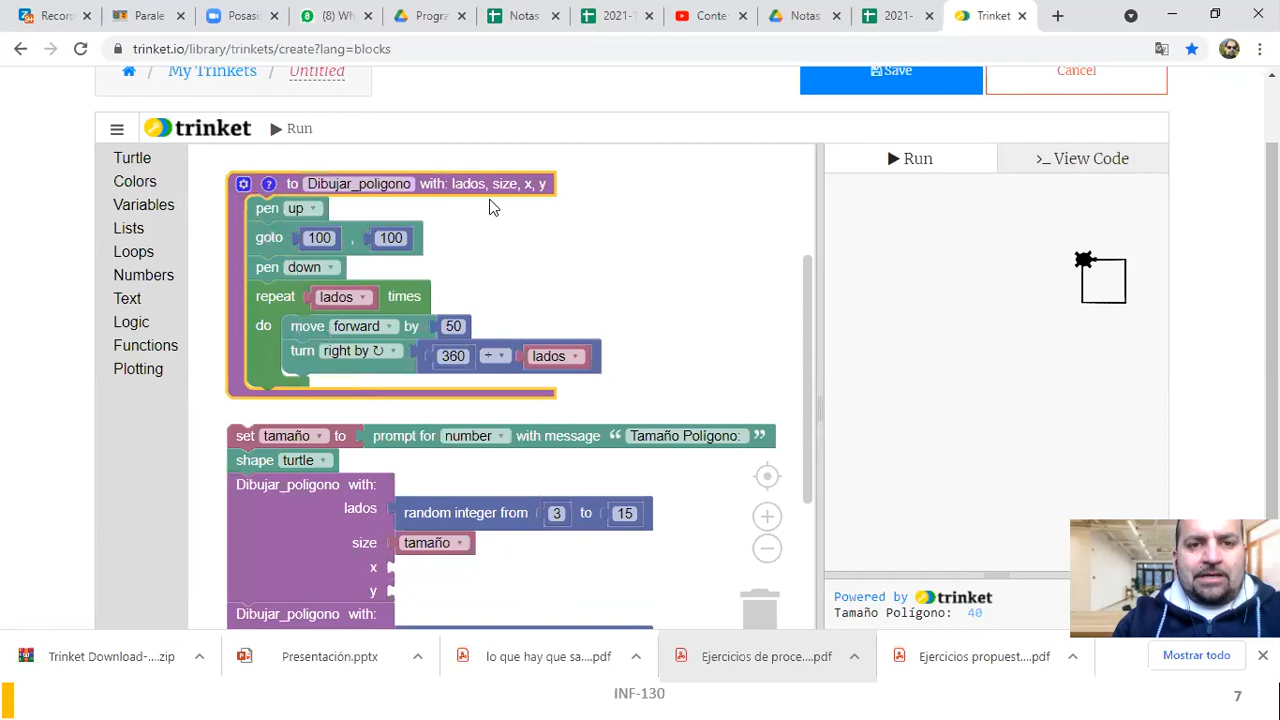 Record
Parale
Posas
(8) Wh
Progra
Notas
2021-1
Conte
Notas
2021-
Trinket
trinket.io/library/trinkets/create?lang=blocks
/ My Trinkets / Untitled
Save
Cancel
trinket Run
Turtle
Colors
Variables
Lists
Loops
Numbers
Text
Logic
Functions
Plotting
to Dibujar_poligono with: lados, size, x, y
pen up
goto 100 , 100
pen down
repeat lados times
do move forward by 50
turn right by ↻ 360 ÷ lados
set tamaño to prompt for number with message “ Tamaño Polígono: ”
shape turtle
Dibujar_poligono with:
lados random integer from 3 to 15
size tamaño
x
y
Dibujar_poligono with:
Run
>_ View Code
Powered by trinket
Tamaño Polígono: 40
Trinket Download-....zip
Presentación.pptx
lo que hay que sa....pdf
Ejercicios de proce....pdf
Ejercicios propuest....pdf
Mostrar todo
INF-130
7